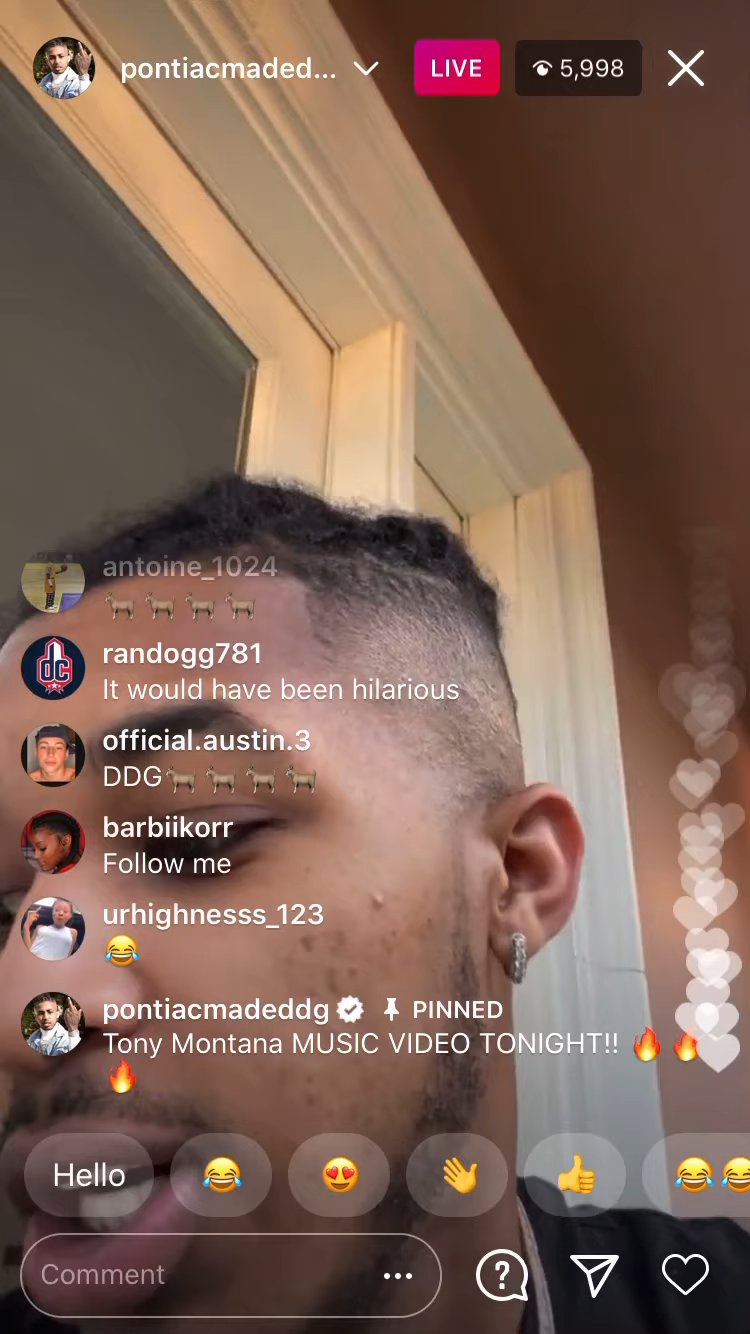 pontiacmaded... LIVE 5,998
antoine_1024
🐐 🐐 🐐 🐐
randogg781
dc
It would have been hilarious
official.austin.3
DDG🐐 🐐 🐐 🐐
barbiikorr
Follow me
urhighnesss_123
😂
pontiacmadeddg PINNED
Tony Montana MUSIC VIDEO TONIGHT!! 🔥 🔥
🔥
Hello 😂 😍 👋 👍 😂 😂
Comment